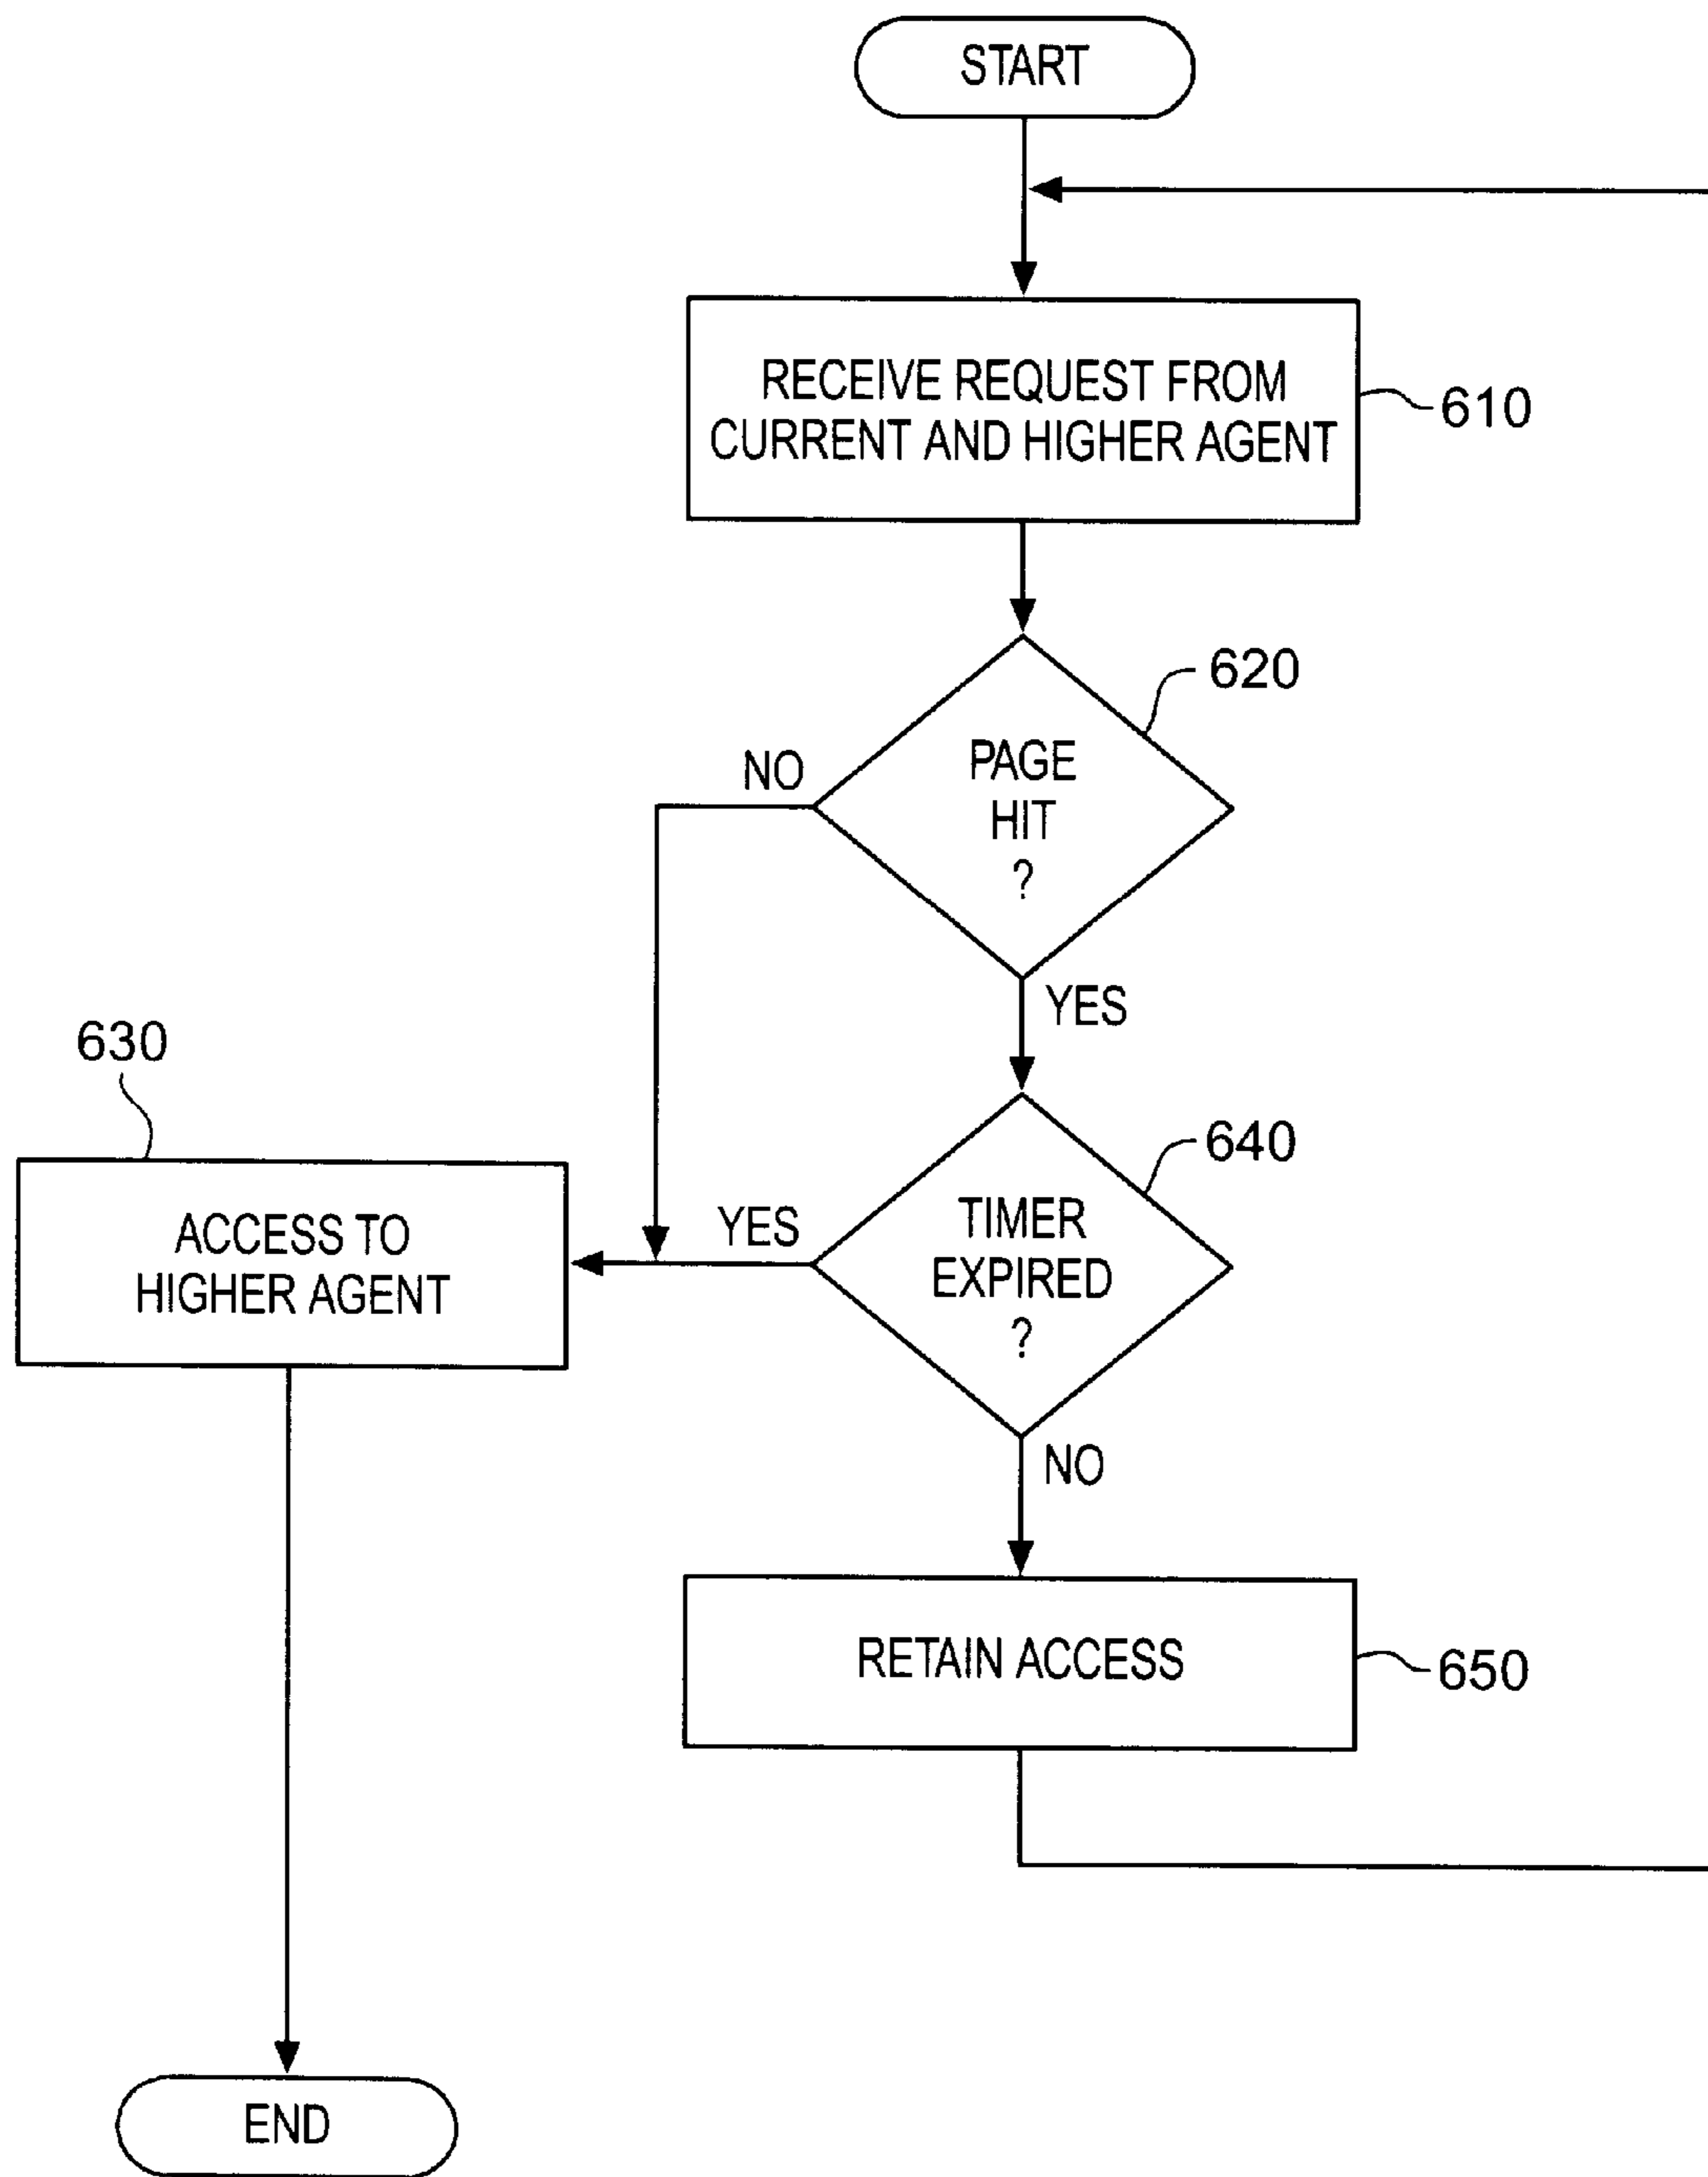 START
RECEIVE REQUEST FROM
CURRENT AND HIGHER AGENT
610
620
NO
PAGE
HIT
?
YES
630
640
ACCESS TO
HIGHER AGENT
YES
TIMER
EXPIRED
?
NO
RETAIN ACCESS
650
END